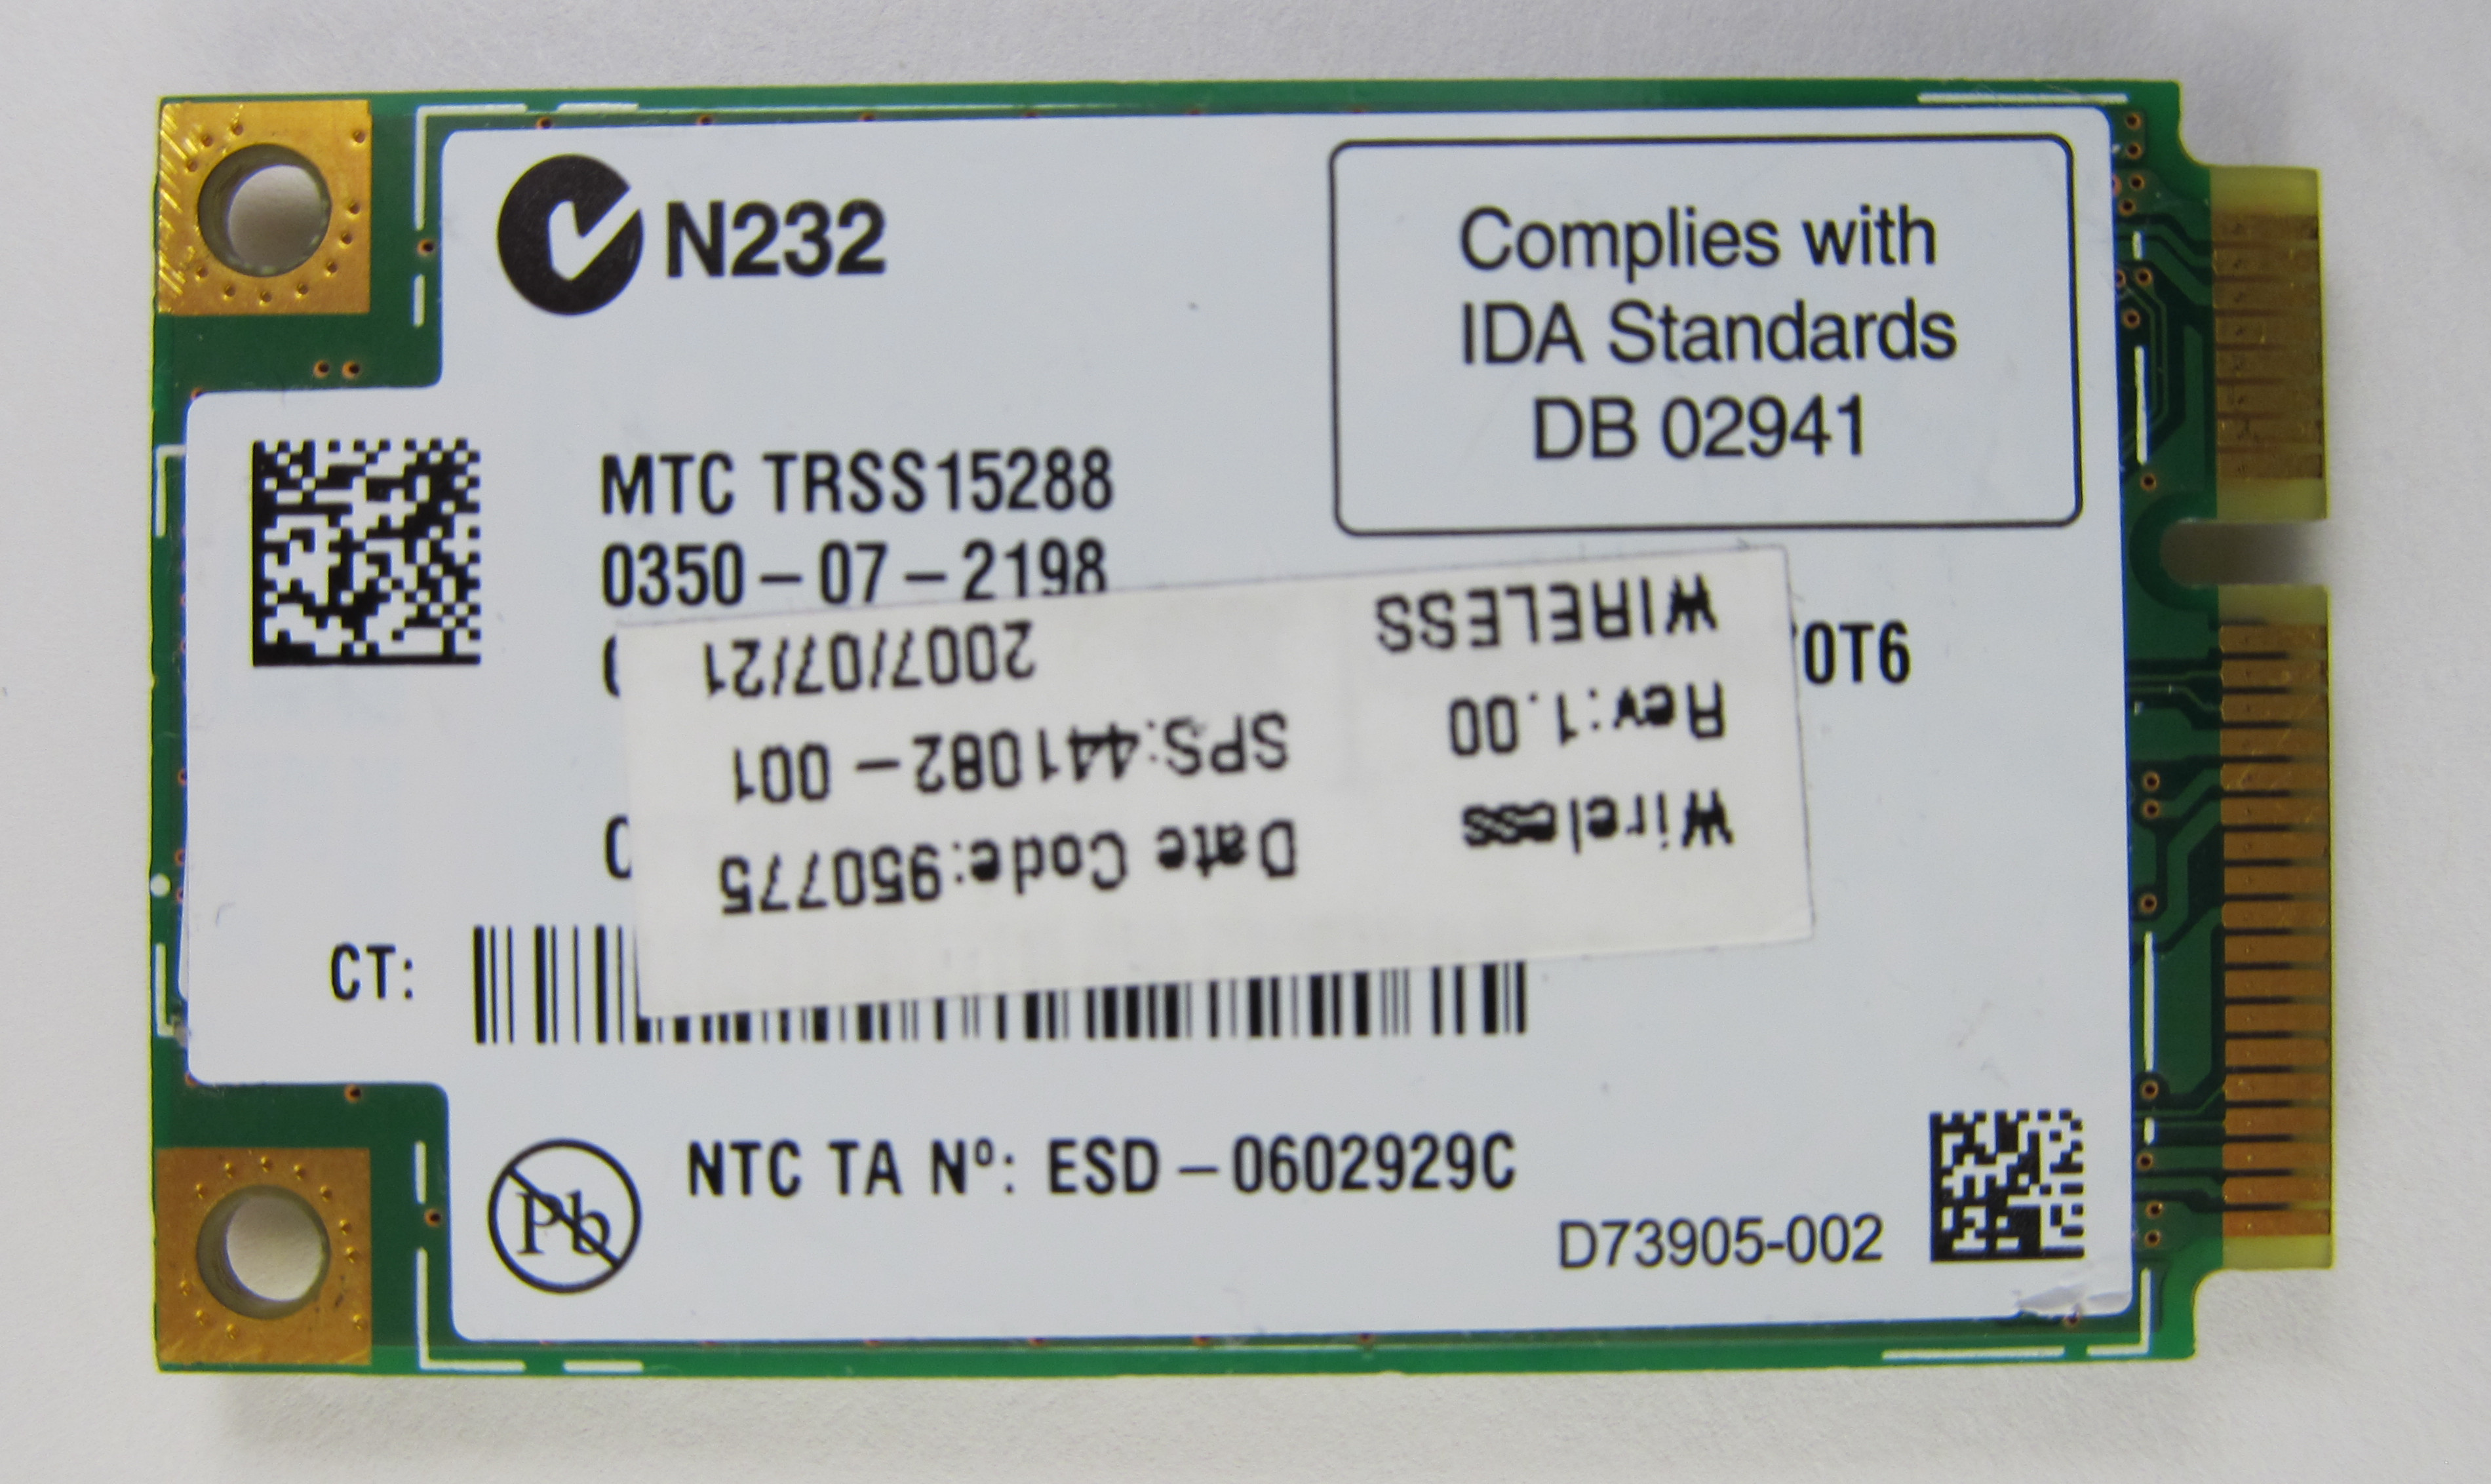 N232
Complies with
IDA Standards
DB 02941
MTC TRSS15288
0350-07-2198
0T6
Wireless Date Code:950775
Rev:1.00 SPS:441082-001
WIRELESS 2007/07/21
CT:
Pb
NTC TA Nº: ESD-0602929C
D73905-002